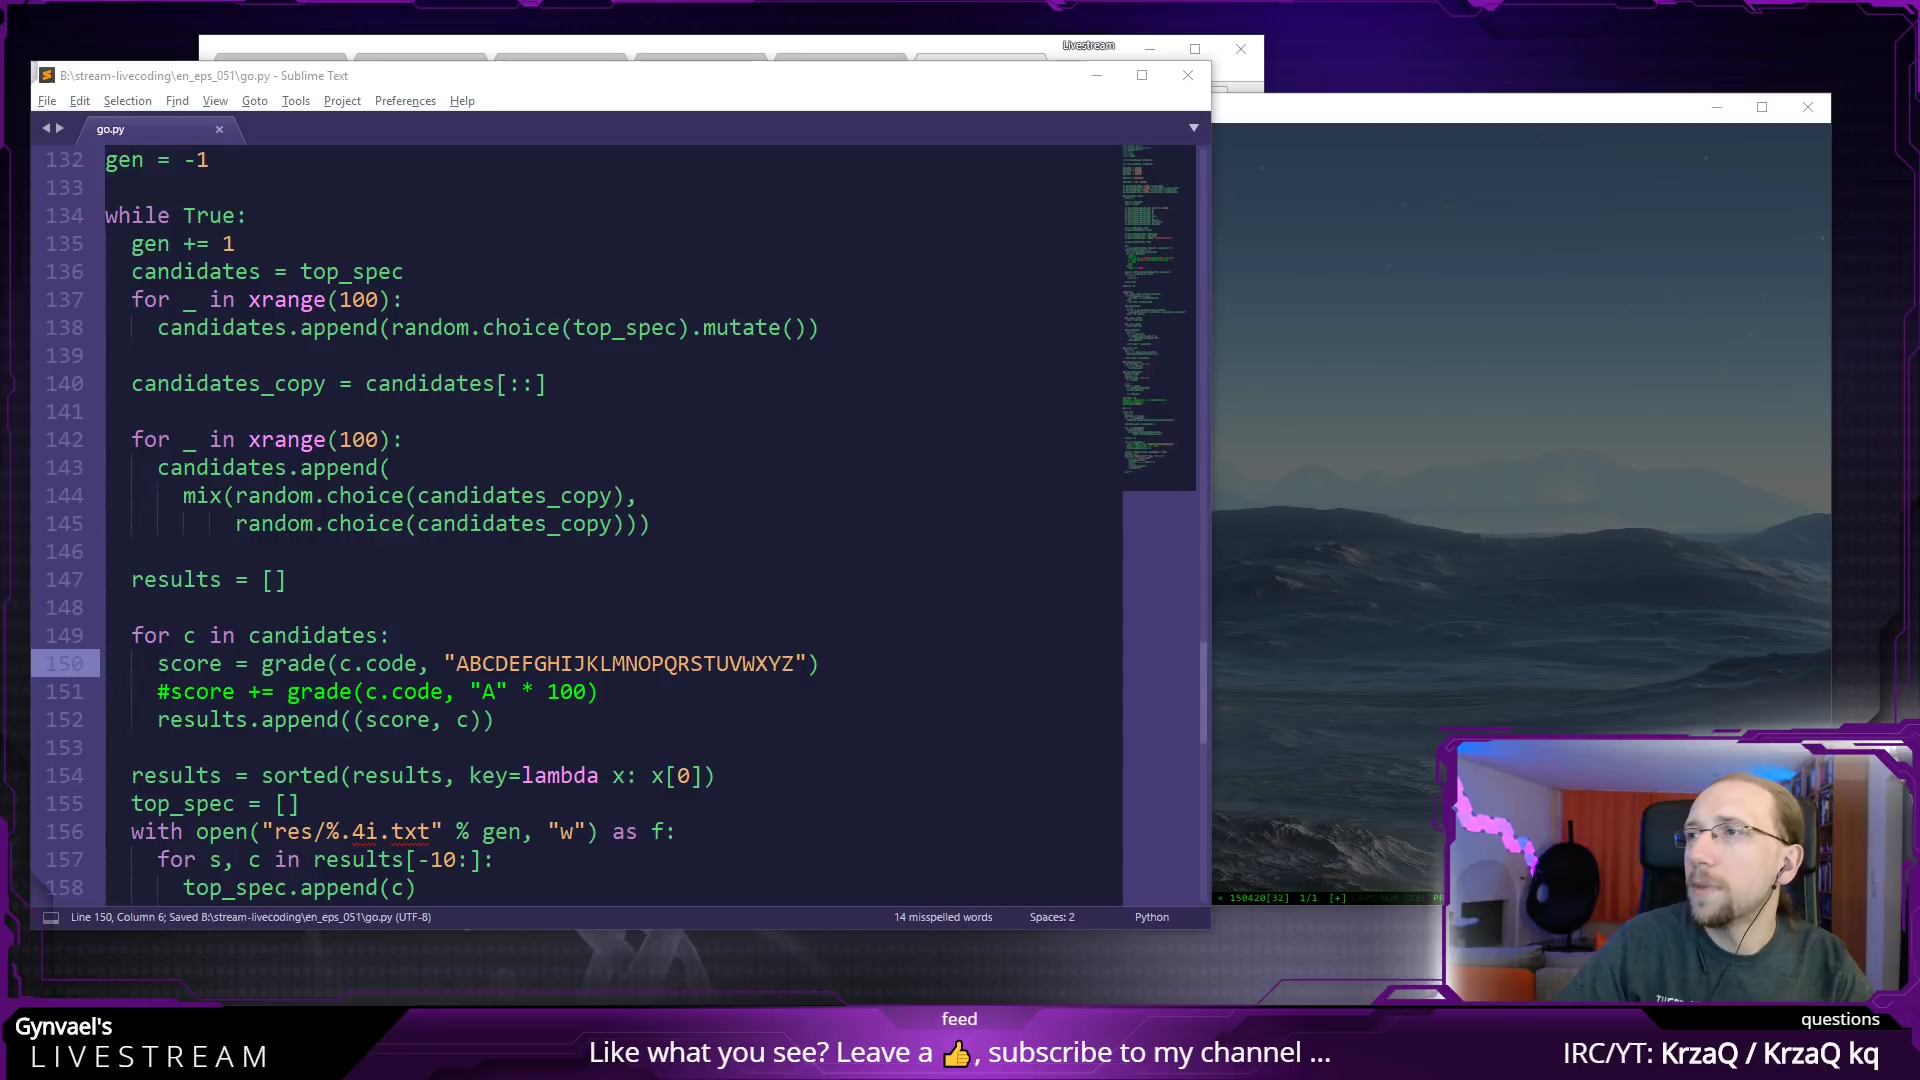 Livestream
B:\stream-livecoding\en_eps_051\go.py - Sublime Text
File Edit Selection Find View Goto Tools Project Preferences Help
go.py
132 gen = -1
133
134 while True:
135   gen += 1
136   candidates = top_spec
137   for _ in xrange(100):
138     candidates.append(random.choice(top_spec).mutate())
139
140   candidates_copy = candidates[::]
141
142   for _ in xrange(100):
143     candidates.append(
144       mix(random.choice(candidates_copy),
145           random.choice(candidates_copy)))
146
147   results = []
148
149   for c in candidates:
150     score = grade(c.code, "ABCDEFGHIJKLMNOPQRSTUVWXYZ")
151     #score += grade(c.code, "A" * 100)
152     results.append((score, c))
153
154   results = sorted(results, key=lambda x: x[0])
155   top_spec = []
156   with open("res/%.4i.txt" % gen, "w") as f:
157     for s, c in results[-10:]:
158       top_spec.append(c)
« 150420[32] 1/1 [+] CAPS NUM SCRL
Line 150, Column 6; Saved B:\stream-livecoding\en_eps_051\go.py (UTF-8) 14 misspelled words Spaces: 2 Python
Gynvael's
LIVESTREAM
feed
Like what you see? Leave a 👍, subscribe to my channel ...
questions
IRC/YT: KrzaQ / KrzaQ kq